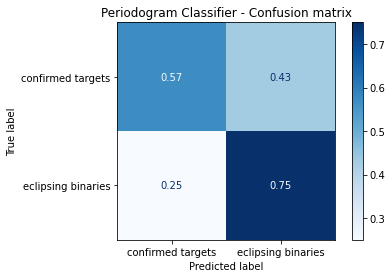 Periodogram Classifier - Confusion matrix
confirmed targets
0.57
0.43
eclipsing binaries
0.25
0.75
True label
confirmed targets
eclipsing binaries
Predicted label
0.7
0.6
0.5
0.4
0.3